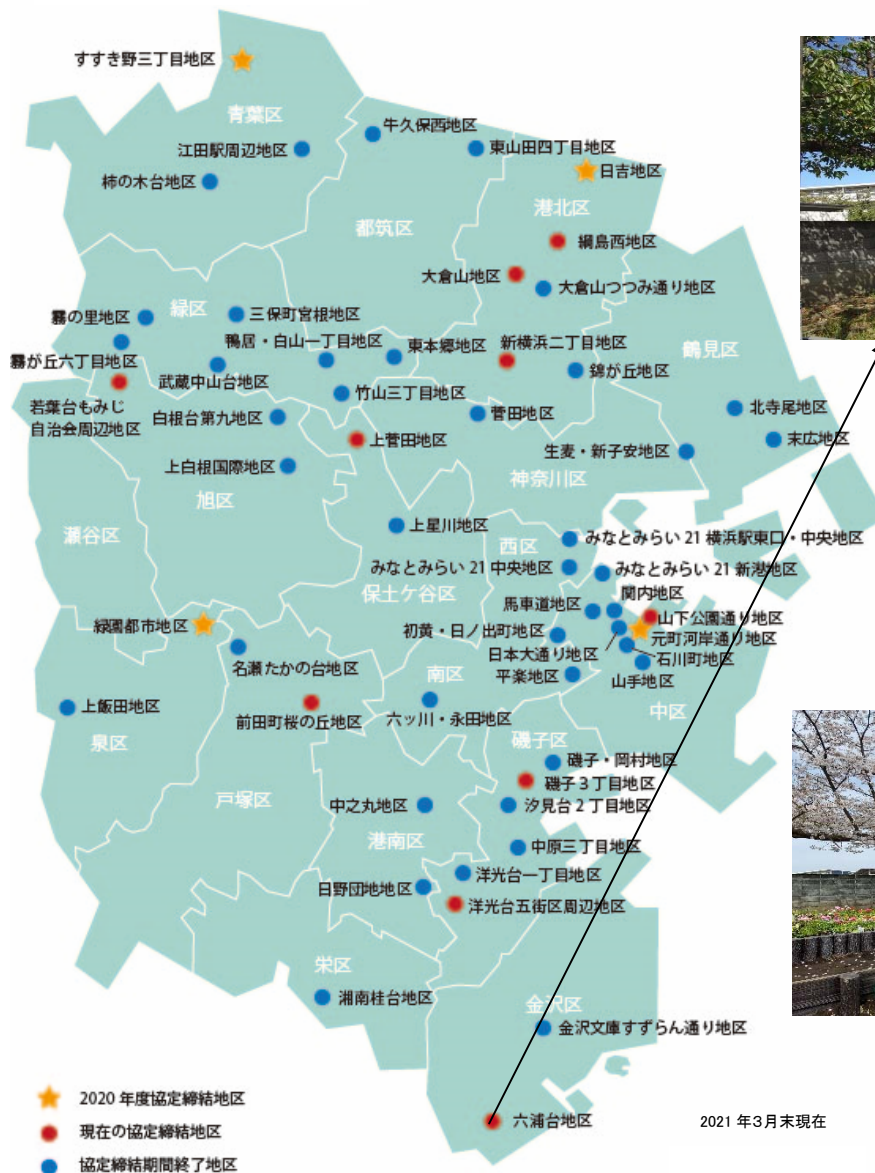 すすき野三丁目地区
青葉区
牛久保西地区
江田駅周辺地区
東山田四丁目地区
柿の木台地区
日吉地区
港北区
都筑区
綱島西地区
大倉山地区
大倉山つつみ通り地区
霧の里地区
緑区
三保町宮根地区
鴨居・白山一丁目地区
東本郷地区
新横浜二丁目地区
鶴見区
霧が丘六丁目地区
武蔵中山台地区
錦が丘地区
竹山三丁目地区
若葉台もみじ
自治会周辺地区
白根台第九地区
菅田地区
北寺尾地区
上菅田地区
末広地区
生麦・新子安地区
上白根国際地区
神奈川区
旭区
瀬谷区
上星川地区
西区
みなとみらい 21 横浜駅東口・中央地区
みなとみらい 21 中央地区
みなとみらい 21 新港地区
保土ケ谷区
関内地区
馬車道地区
山下公園通り地区
緑園都市地区
初黄・日ノ出町地区
元町河岸通り地区
名瀬たかの台地区
日本大通り地区
石川町地区
南区
平楽地区
山手地区
上飯田地区
前田町桜の丘地区
六ッ川・永田地区
中区
泉区
磯子区
磯子・岡村地区
磯子3丁目地区
戸塚区
中之丸地区
汐見台2丁目地区
港南区
中原三丁目地区
日野団地地区
洋光台一丁目地区
洋光台五街区周辺地区
栄区
湘南桂台地区
金沢区
金沢文庫すずらん通り地区
2020 年度協定締結地区
六浦台地区
2021 年3月末現在
現在の協定締結地区
協定締結期間終了地区